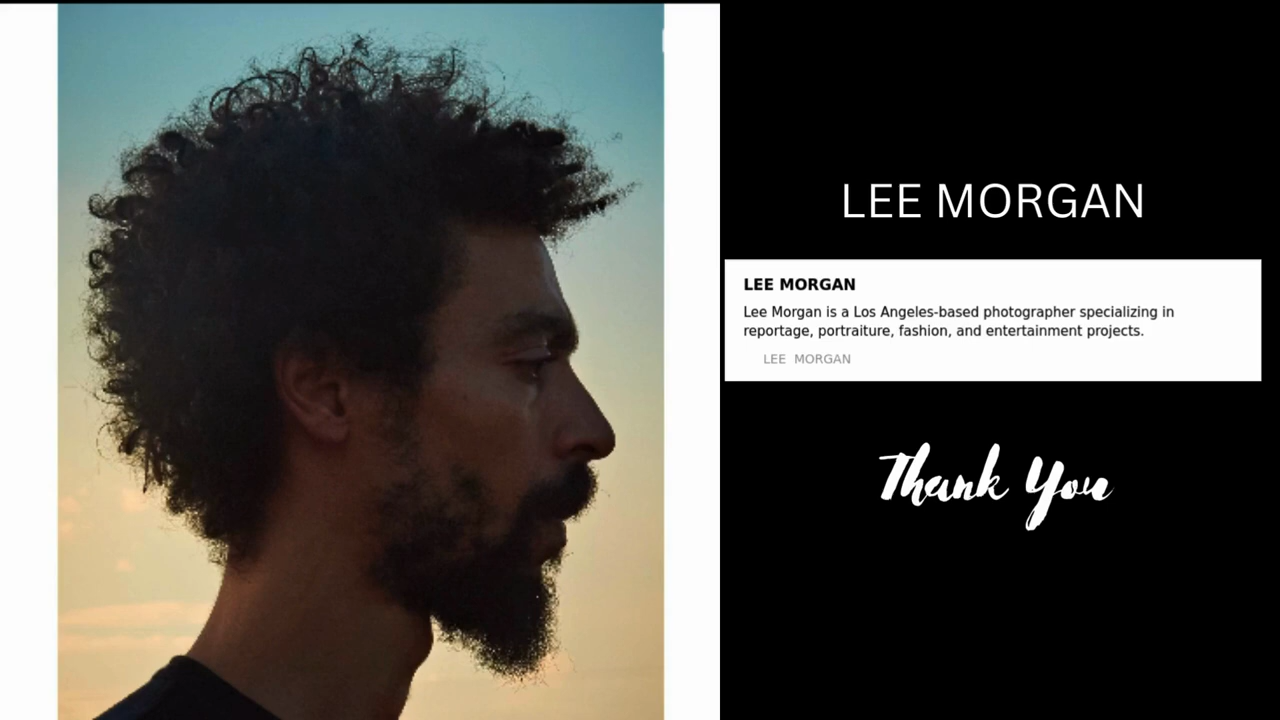 LEE MORGAN
LEE MORGAN
Lee Morgan is a Los Angeles-based photographer specializing in
reportage, portraiture, fashion, and entertainment projects.
LEE MORGAN
Thank You